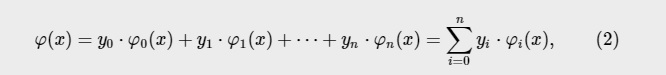 φ(x) = y₀ · φ₀(x) + y₁ · φ₁(x) + · · · + yₙ · φₙ(x) = ∑ᵢ₌₀ⁿ yᵢ · φᵢ(x), (2)